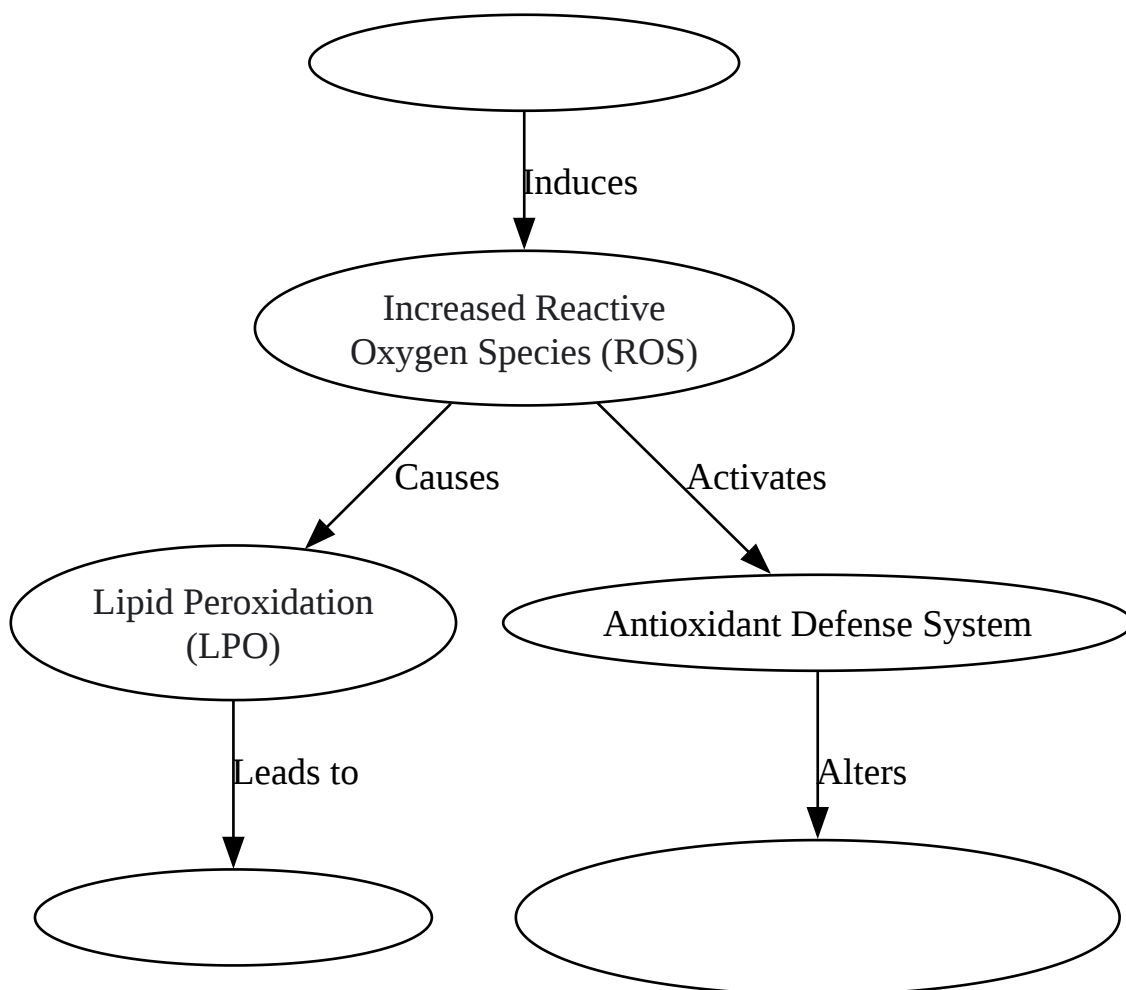 Induces
Increased Reactive
Oxygen Species (ROS)
Causes
Activates
Lipid Peroxidation
(LPO)
Antioxidant Defense System
Leads to
Alters